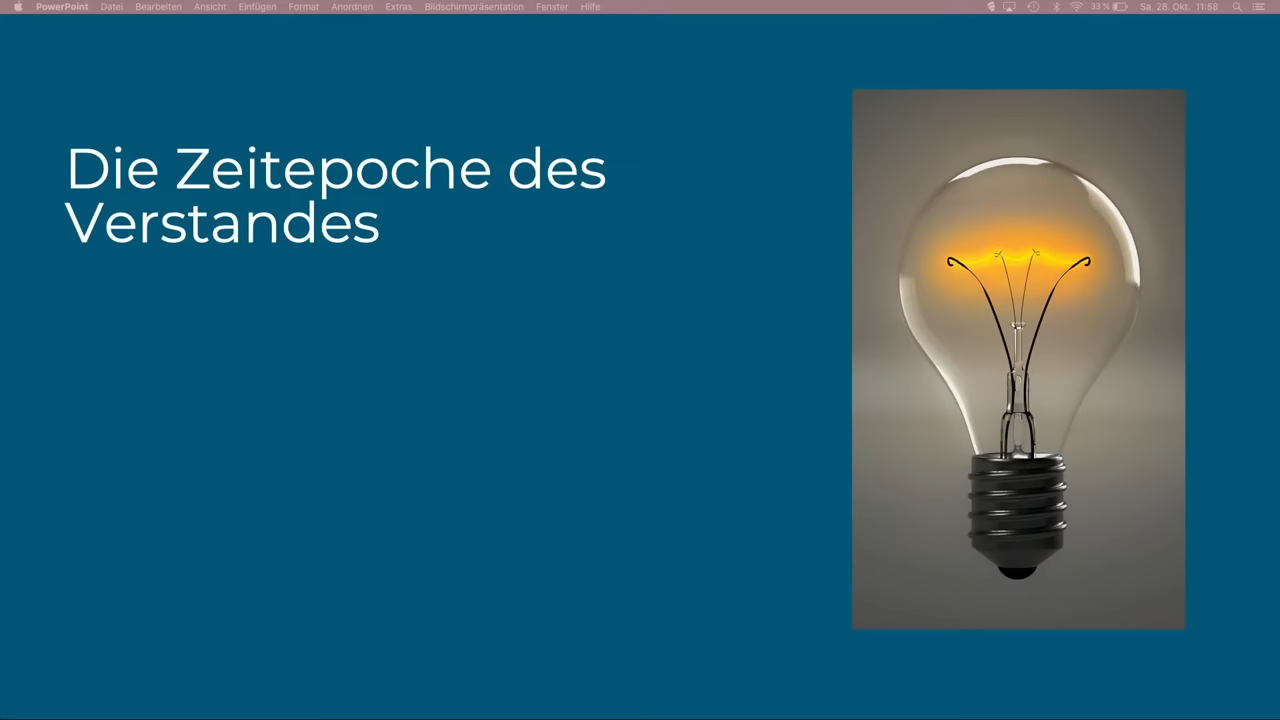 PowerPoint Datei Bearbeiten Ansicht Einfügen Format Anordnen Extras Bildschirmpräsentation Fenster Hilfe 33 % Sa. 28. Okt. 11:58
Die Zeitepoche des
Verstandes